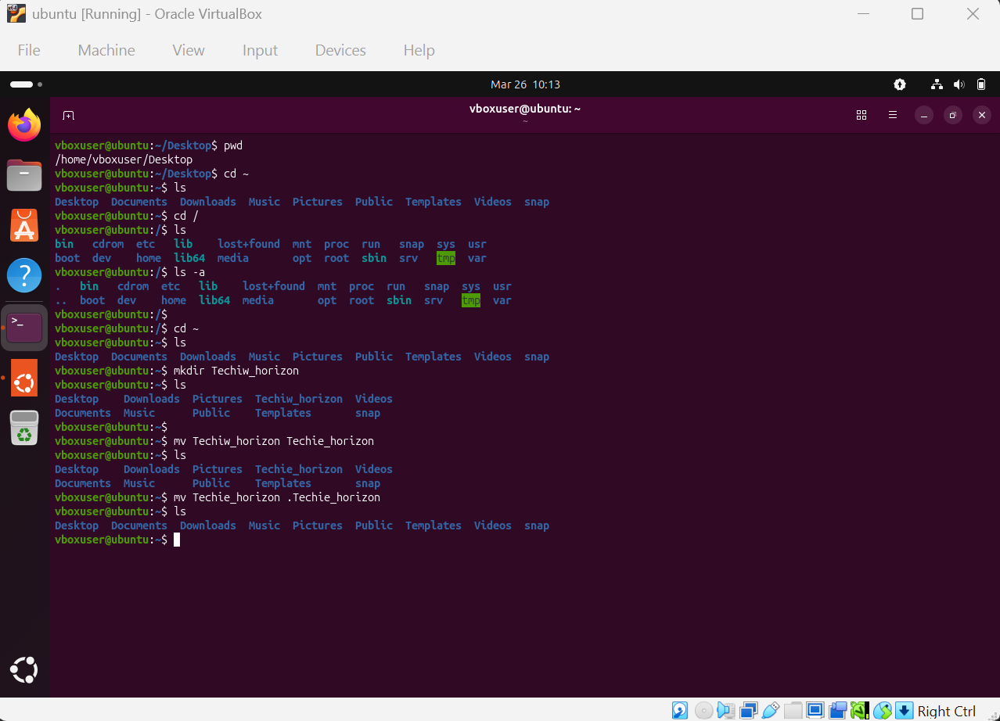 ubuntu [Running] - Oracle VirtualBox
File Machine View Input Devices Help
Mar 26 10:13
vboxuser@ubuntu: ~
~
vboxuser@ubuntu:~/Desktop$ pwd
/home/vboxuser/Desktop
vboxuser@ubuntu:~/Desktop$ cd ~
vboxuser@ubuntu:~$ ls
Desktop  Documents  Downloads  Music  Pictures  Public  Templates  Videos  snap
vboxuser@ubuntu:~$ cd /
vboxuser@ubuntu:/$ ls
bin   cdrom  etc   lib    lost+found  mnt  proc  run   snap  sys  usr
boot  dev    home  lib64  media       opt  root  sbin  srv   tmp  var
vboxuser@ubuntu:/$ ls -a
.   bin   cdrom  etc   lib    lost+found  mnt  proc  run   snap  sys  usr
..  boot  dev    home  lib64  media       opt  root  sbin  srv   tmp  var
vboxuser@ubuntu:/$
vboxuser@ubuntu:/$ cd ~
vboxuser@ubuntu:~$ ls
Desktop  Documents  Downloads  Music  Pictures  Public  Templates  Videos  snap
vboxuser@ubuntu:~$ mkdir Techiw_horizon
vboxuser@ubuntu:~$ ls
Desktop    Downloads  Pictures  Techiw_horizon  Videos
Documents  Music      Public    Templates       snap
vboxuser@ubuntu:~$
vboxuser@ubuntu:~$ mv Techiw_horizon Techie_horizon
vboxuser@ubuntu:~$ ls
Desktop    Downloads  Pictures  Techie_horizon  Videos
Documents  Music      Public    Templates       snap
vboxuser@ubuntu:~$ mv Techie_horizon .Techie_horizon
vboxuser@ubuntu:~$ ls
Desktop  Documents  Downloads  Music  Pictures  Public  Templates  Videos  snap
vboxuser@ubuntu:~$
Right Ctrl